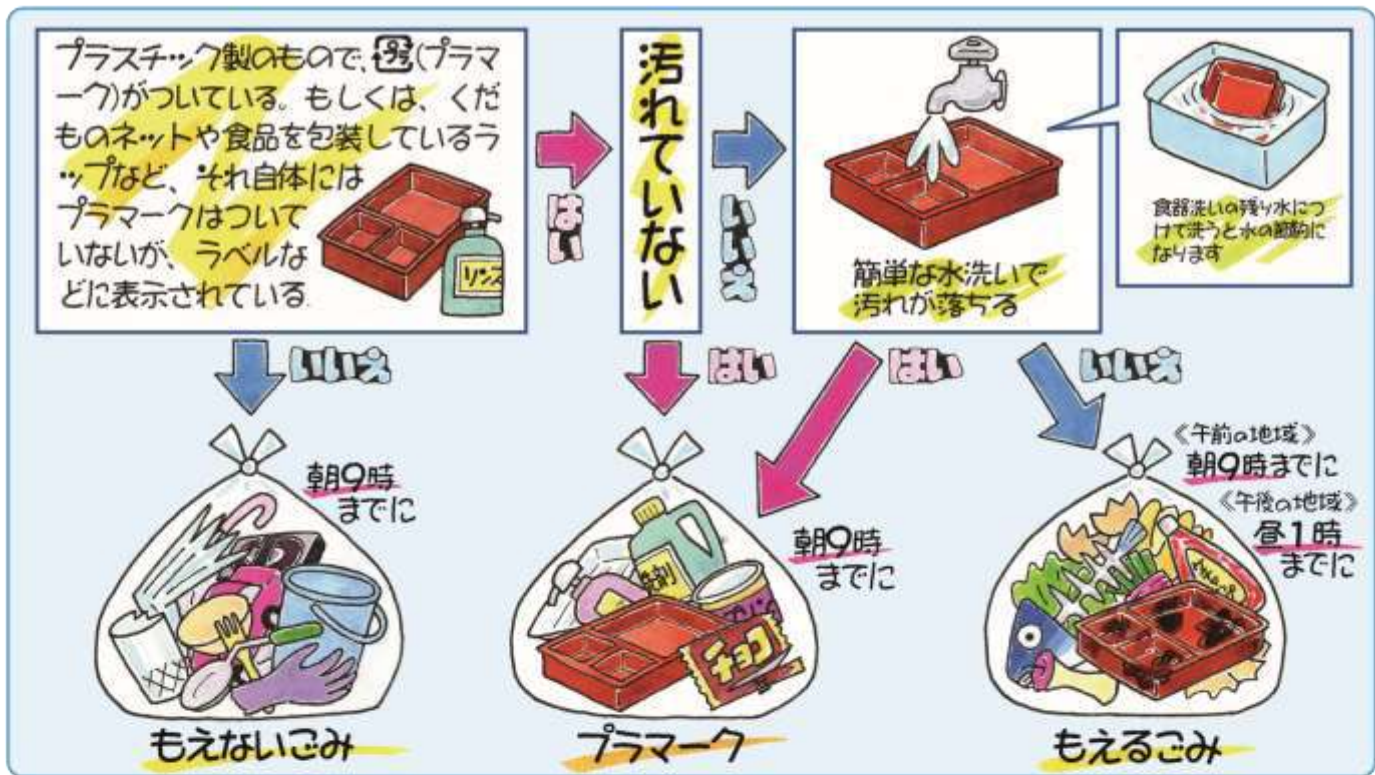 プラスチック製のもので、プラ(プラマ
ーク)がついている。もしくは、くだ
ものネットや食品を包装しているラ
ップなど、それ自体には
プラマークはついて
いないが、ラベルな
どに表示されている
リンス
はい
汚れていない
いいえ
簡単な水洗いで
汚れが落ちる
食器洗いの残り水につ
けて洗うと水の節約に
なります
いいえ
はい
はい
いいえ
朝9時
までに
もえないごみ
洗剤
プリン
チョコ
朝9時
までに
プラマーク
《午前の地域》
朝9時までに
《午後の地域》
昼1時
までに
もえるごみ